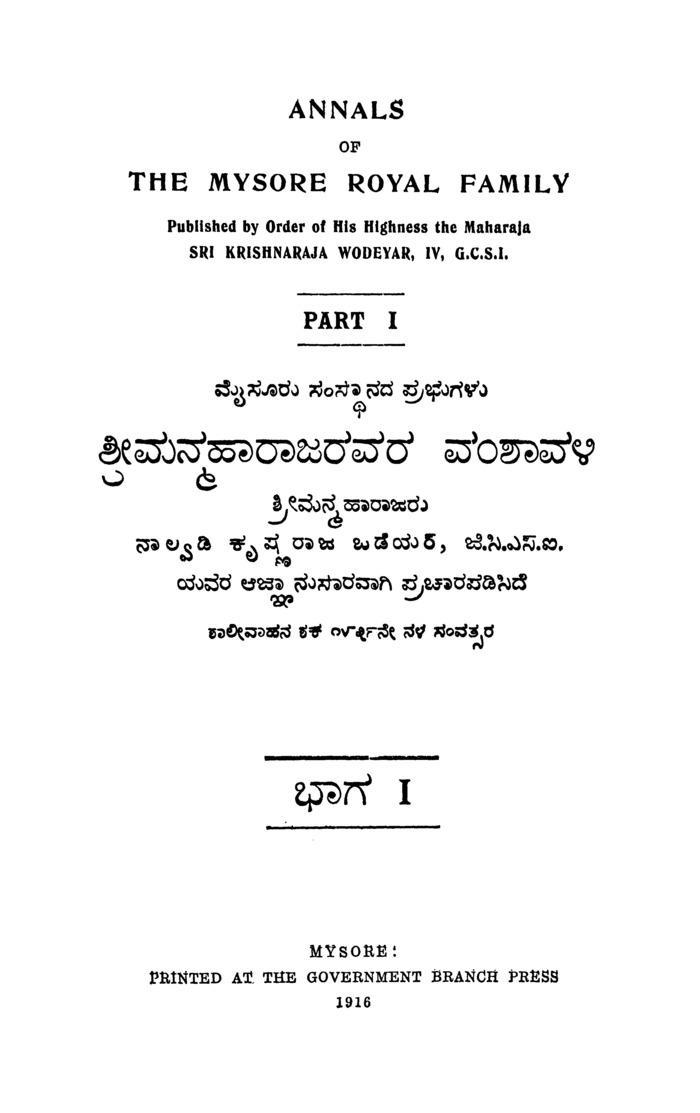 ANNALS
OF
THE MYSORE ROYAL FAMILY
Published by Order of His Highness the Maharaja
SRI KRISHNARAJA WODEYAR, IV, G.C.S.I.
PART I
ಮೈಸೂರು ಸಂಸ್ಥಾನದ ಪ್ರಭುಗಳು
ಶ್ರೀಮನ್ಮಹಾರಾಜರವರ ವಂಶಾವಳಿ
ಶ್ರೀಮನ್ಮಹಾರಾಜರು
ನಾಲ್ವಡಿ ಕೃಷ್ಣರಾಜ ಒಡೆಯರ್, ಜಿ.ಸಿ.ಎಸ್.ಐ.
ಯವರ ಆಜ್ಞಾನುಸಾರವಾಗಿ ಪ್ರಚಾರಪಡಿಸಿದೆ
ಶಾಲೀವಾಹನ ಶಕ ನೇ ನಳ ಸಂವತ್ಸರ
ಭಾಗ I
MYSORE:
PRINTED AT THE GOVERNMENT BRANCH PRESS
1916